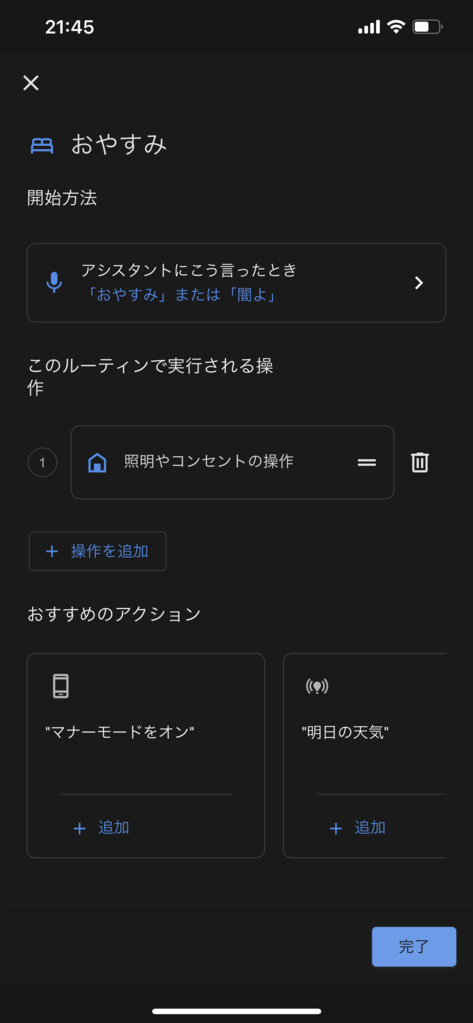 21:45
おやすみ
開始方法
アシスタントにこう言ったとき
「おやすみ」または「闇よ」
このルーティンで実行される操
作
1
照明やコンセントの操作
+ 操作を追加
おすすめのアクション
"マナーモードをオン"
"明日の天気"
+ 追加
+ 追加
完了